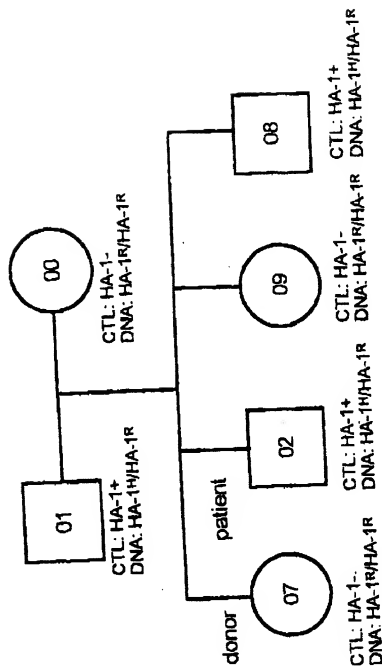 01
CTL: HA-1+
DNA: HA-1ᴴ/HA-1ᴿ
00
CTL: HA-1-
DNA: HA-1ᴿ/HA-1ᴿ
donor
07
CTL: HA-1-
DNA: HA-1ᴿ/HA-1ᴿ
patient
02
CTL: HA-1+
DNA: HA-1ᴴ/HA-1ᴿ
09
CTL: HA-1-
DNA: HA-1ᴿ/HA-1ᴿ
08
CTL: HA-1+
DNA: HA-1ᴴ/HA-1ᴿ